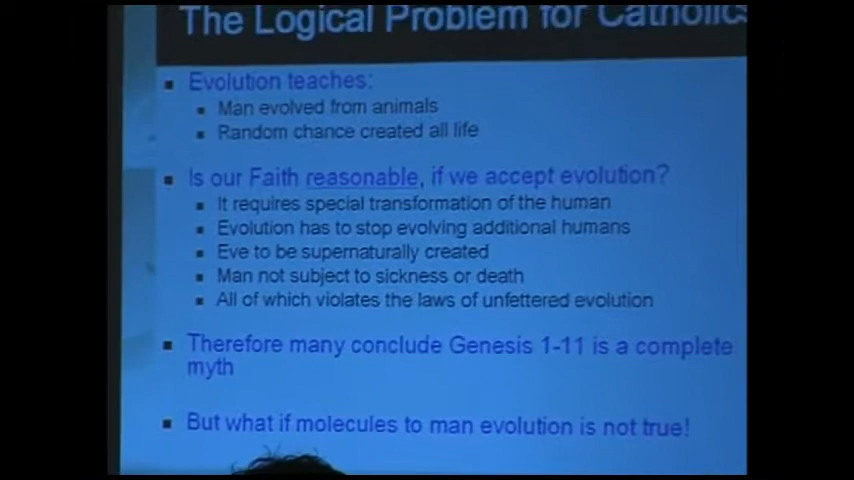 The Logical Problem for Catholics
Evolution teaches:
Man evolved from animals
Random chance created all life
Is our Faith reasonable, if we accept evolution?
It requires special transformation of the human
Evolution has to stop evolving additional humans
Eve to be supernaturally created
Man not subject to sickness or death
All of which violates the laws of unfettered evolution
Therefore many conclude Genesis 1-11 is a complete
myth
But what if molecules to man evolution is not true!